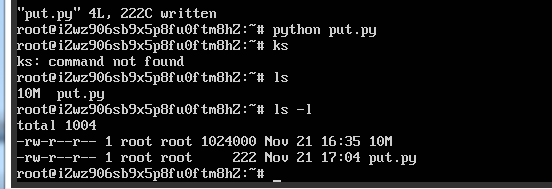 "put.py" 4L, 222C written
root@iZwz906sb9x5p8fu0ftm8hZ:~# python put.py
root@iZwz906sb9x5p8fu0ftm8hZ:~# ks
ks: command not found
root@iZwz906sb9x5p8fu0ftm8hZ:~# ls
10M  put.py
root@iZwz906sb9x5p8fu0ftm8hZ:~# ls -l
total 1004
-rw-r--r-- 1 root root 1024000 Nov 21 16:35 10M
-rw-r--r-- 1 root root     222 Nov 21 17:04 put.py
root@iZwz906sb9x5p8fu0ftm8hZ:~# _